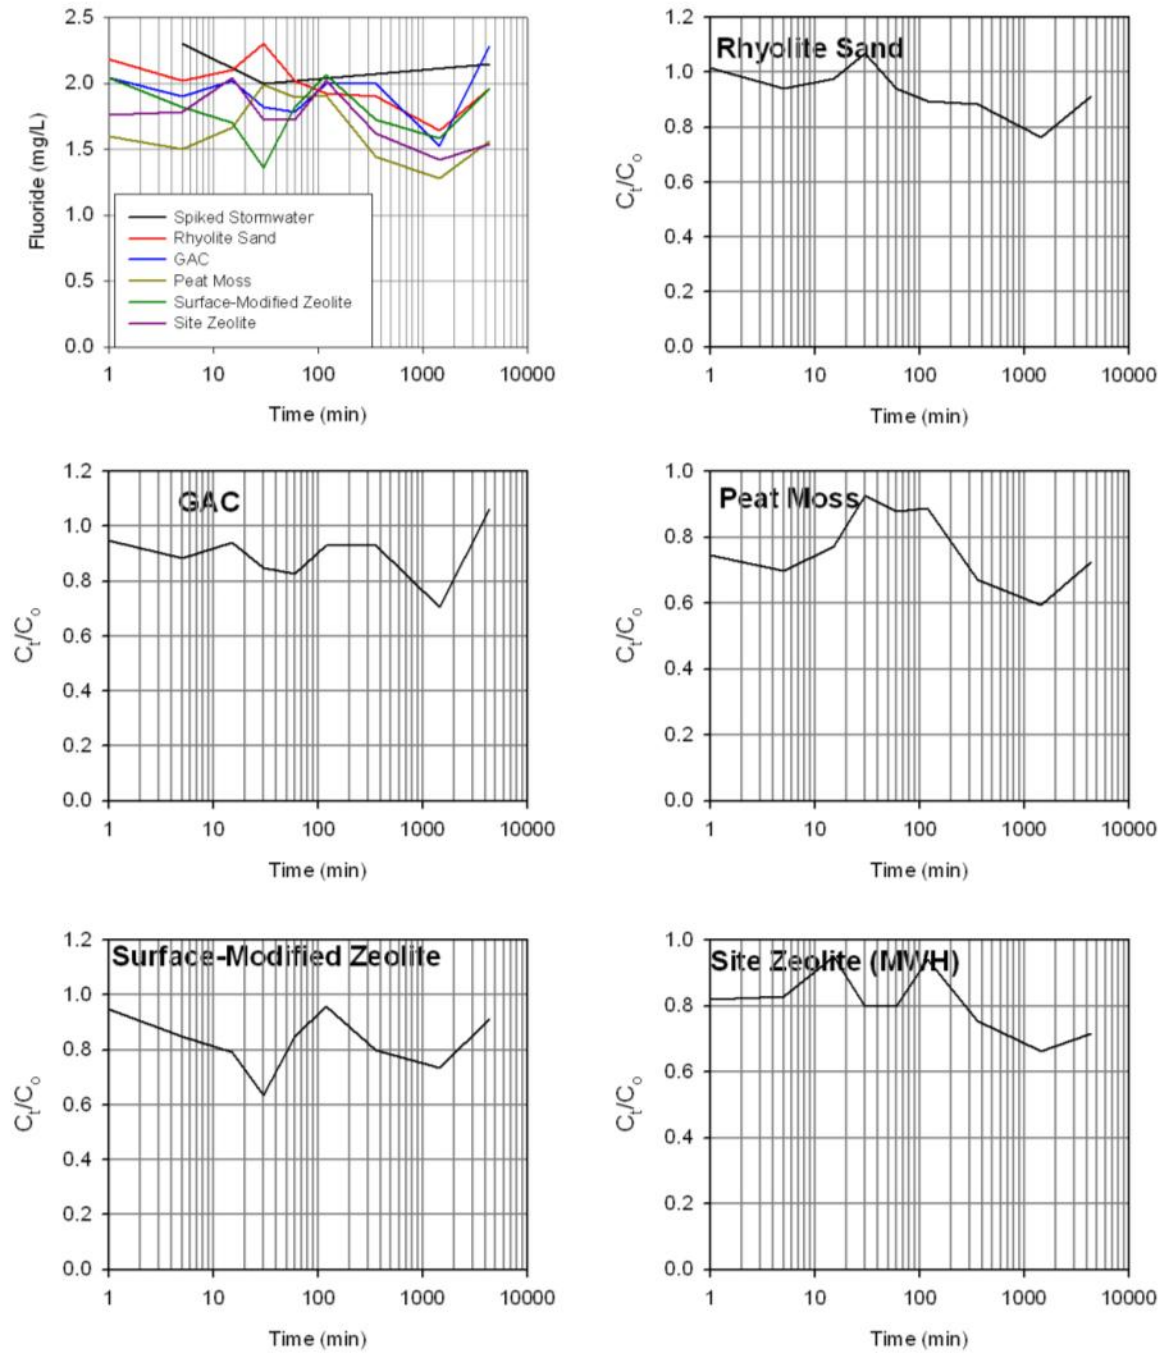 2.5
2.0
1.5
1.0
0.5
0.0
Fluoride (mg/L)
Spiked Stormwater
Rhyolite Sand
GAC
Peat Moss
Surface-Modified Zeolite
Site Zeolite
1 10 100 1000 10000
Time (min)
Rhyolite Sand
1.2
1.0
0.8
0.6
0.4
0.2
0.0
Ct/Co
1 10 100 1000 10000
Time (min)
GAC
1.2
1.0
0.8
0.6
0.4
0.2
0.0
Ct/Co
1 10 100 1000 10000
Time (min)
Peat Moss
1.0
0.8
0.6
0.4
0.2
0.0
Ct/Co
1 10 100 1000 10000
Time (min)
Surface-Modified Zeolite
1.2
1.0
0.8
0.6
0.4
0.2
0.0
Ct/Co
1 10 100 1000 10000
Time (min)
Site Zeolite (MWH)
1.0
0.8
0.6
0.4
0.2
0.0
Ct/Co
1 10 100 1000 10000
Time (min)